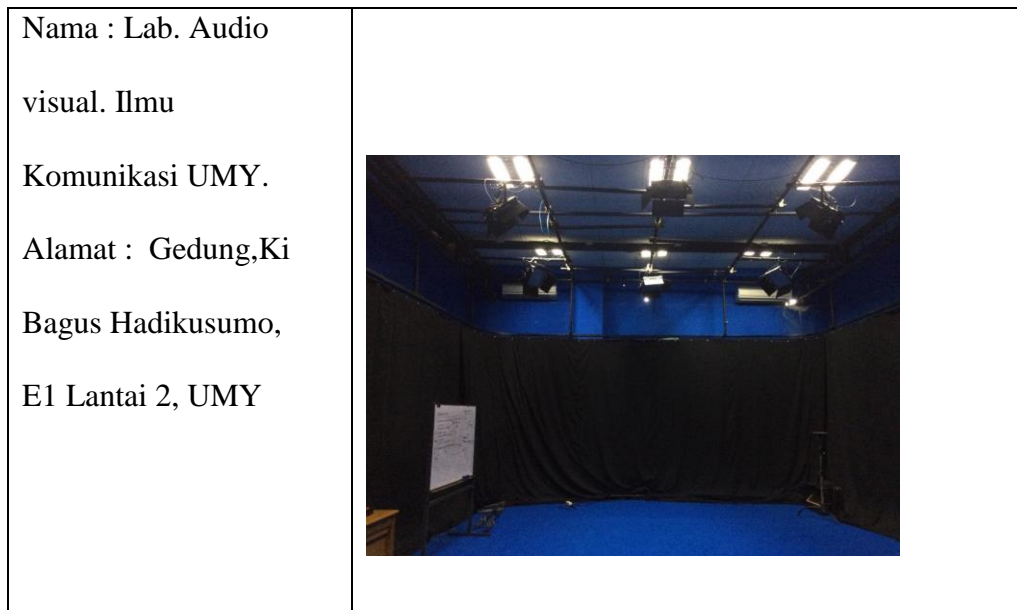 Nama : Lab. Audio
visual. Ilmu
Komunikasi UMY.
Alamat : Gedung,Ki
Bagus Hadikusumo,
E1 Lantai 2, UMY